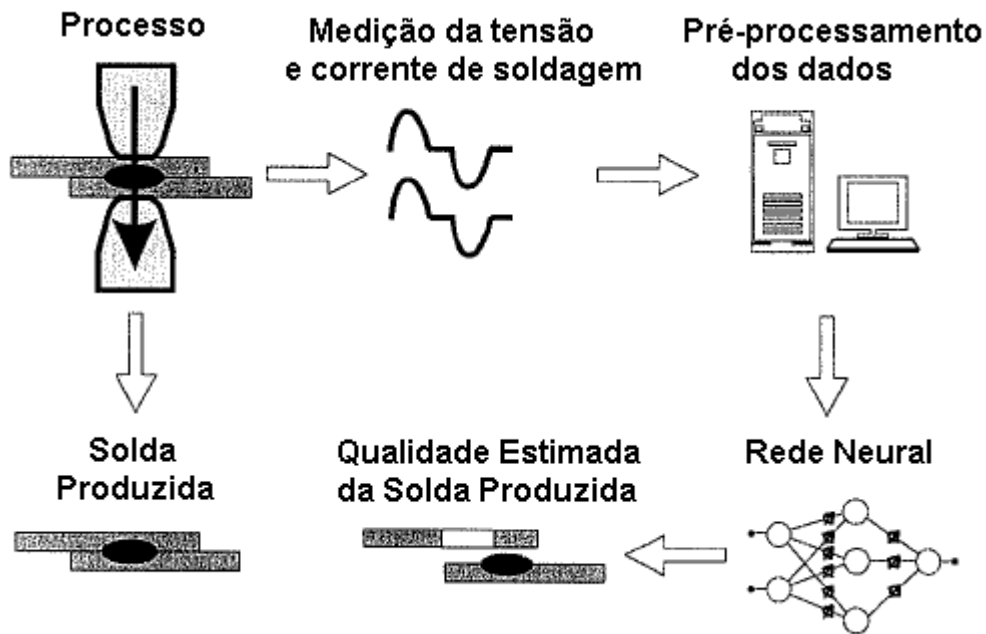 Processo
Medição da tensão
e corrente de soldagem
Pré-processamento
dos dados
Solda
Produzida
Qualidade Estimada
da Solda Produzida
Rede Neural